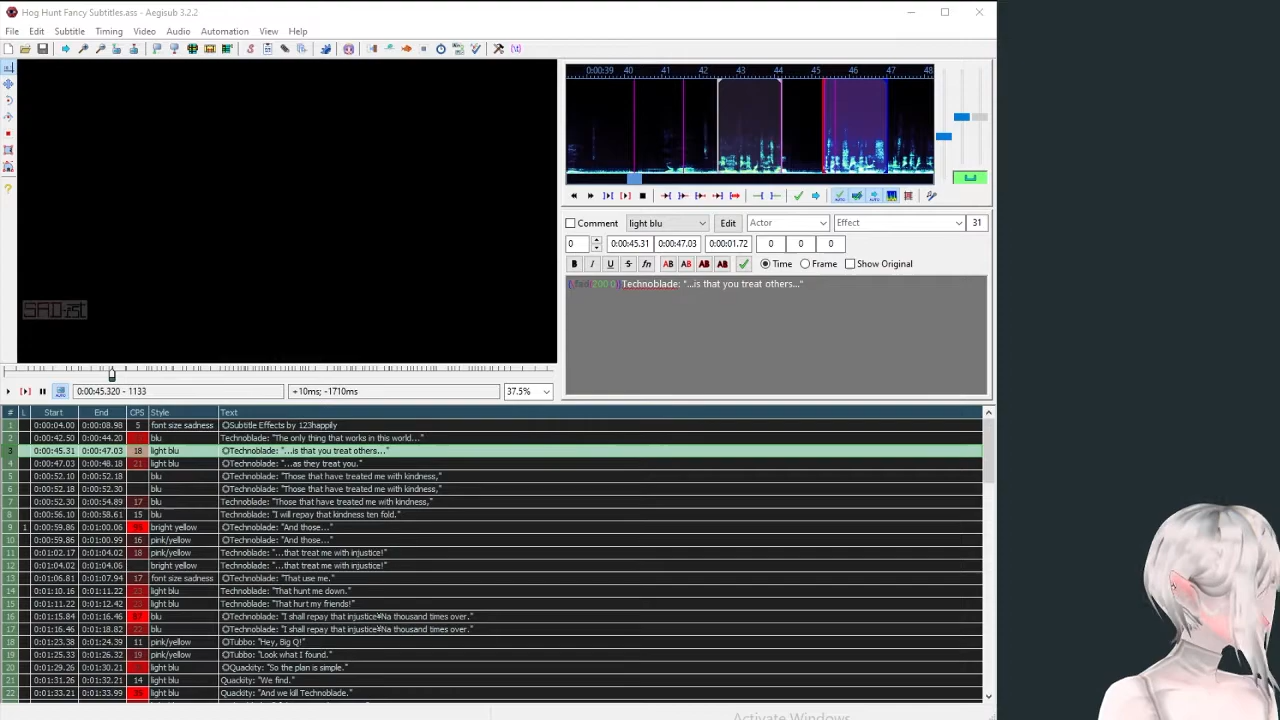 Hog Hunt Fancy Subtitles.ass - Aegisub 3.2.2
File Edit Subtitle Timing Video Audio Automation View Help
0:00:39 40 41 42 43 44 45 46 47 48
Comment light blu Edit Actor Effect 31
0 0:00:45.31 0:00:47.03 0:00:01.72 0 0 0
B I U S fn AB AB AB AB Time Frame Show Original
{\fad(200,0)}Technoblade: "...is that you treat others..."
0:00:45.320 - 1133 +10ms; -1710ms 37.5%
# L Start End CPS Style Text
1 0:00:04.00 0:00:08.98 5 font size sadness Subtitle Effects by 123happily
2 0:00:42.50 0:00:44.20 blu Technoblade: "The only thing that works in this world..."
3 0:00:45.31 0:00:47.03 18 light blu Technoblade: "...is that you treat others..."
4 0:00:47.03 0:00:48.18 21 light blu Technoblade: "...as they treat you."
5 0:00:52.10 0:00:52.18 blu Technoblade: "Those that have treated me with kindness,"
6 0:00:52.18 0:00:52.30 blu Technoblade: "Those that have treated me with kindness,"
7 0:00:52.30 0:00:54.89 17 blu Technoblade: "Those that have treated me with kindness,"
8 0:00:56.10 0:00:58.61 15 blu Technoblade: "I will repay that kindness ten fold."
9 1 0:00:59.86 0:01:00.06 bright yellow Technoblade: "And those..."
10 0:00:59.86 0:01:00.99 16 pink/yellow Technoblade: "And those..."
11 0:01:02.17 0:01:04.02 18 pink/yellow Technoblade: "...that treat me with injustice!"
12 0:01:04.02 0:01:04.06 bright yellow Technoblade: "...that treat me with injustice!"
13 0:01:06.81 0:01:07.94 17 font size sadness Technoblade: "That use me."
14 0:01:10.16 0:01:11.22 23 light blu Technoblade: "That hunt me down."
15 0:01:11.22 0:01:12.42 23 light blu Technoblade: "That hurt my friends!"
16 0:01:15.84 0:01:16.46 blu Technoblade: "I shall repay that injustice¥Na thousand times over."
17 0:01:16.46 0:01:18.82 22 blu Technoblade: "I shall repay that injustice¥Na thousand times over."
18 0:01:23.38 0:01:24.39 11 pink/yellow Tubbo: "Hey, Big Q!"
19 0:01:25.33 0:01:26.32 19 pink/yellow Tubbo: "Look what I found.
20 0:01:29.26 0:01:30.21 light blu Quackity: "So the plan is simple."
21 0:01:31.26 0:01:32.21 14 light blu Quackity: "We find."
22 0:01:33.21 0:01:33.99 light blu Quackity: "And we kill Technoblade."
Activate Windows